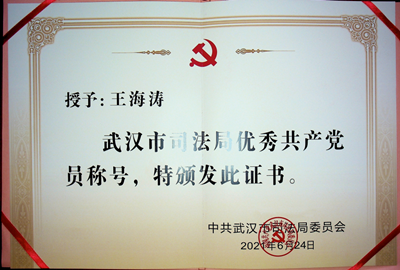 授予：王海涛
武汉市司法局优秀共产党
员称号，特颁发此证书。
中共武汉市司法局委员会
2021年6月24日